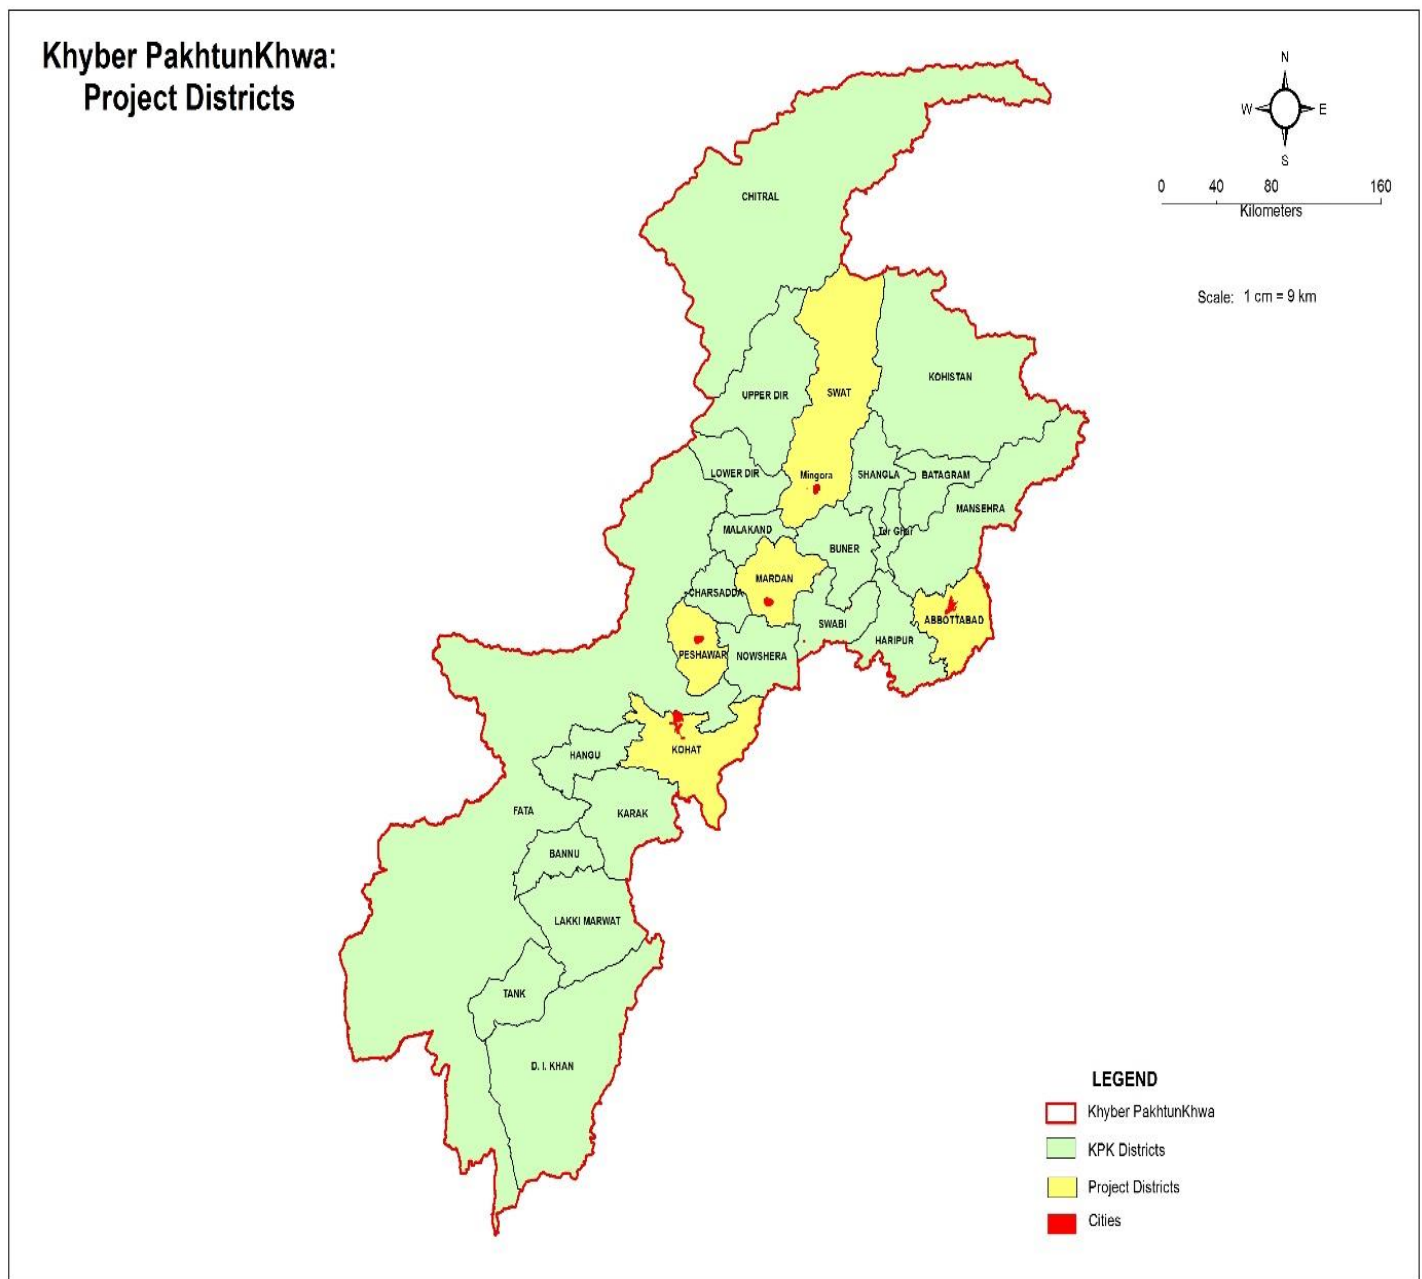 Khyber PakhtunKhwa:
Project Districts
N
W E
S
0 40 80 160
Kilometers
Scale: 1 cm = 9 km
CHITRAL
UPPER DIR
SWAT
KOHISTAN
LOWER DIR
Mingora
SHANGLA
BATAGRAM
MANSEHRA
MALAKAND
Tor Ghar
BUNER
MARDAN
CHARSADDA
SWABI
ABBOTTABAD
HARIPUR
PESHAWAR
NOWSHERA
KOHAT
HANGU
FATA
KARAK
BANNU
LAKKI MARWAT
TANK
D. I. KHAN
LEGEND
Khyber PakhtunKhwa
KPK Districts
Project Districts
Cities